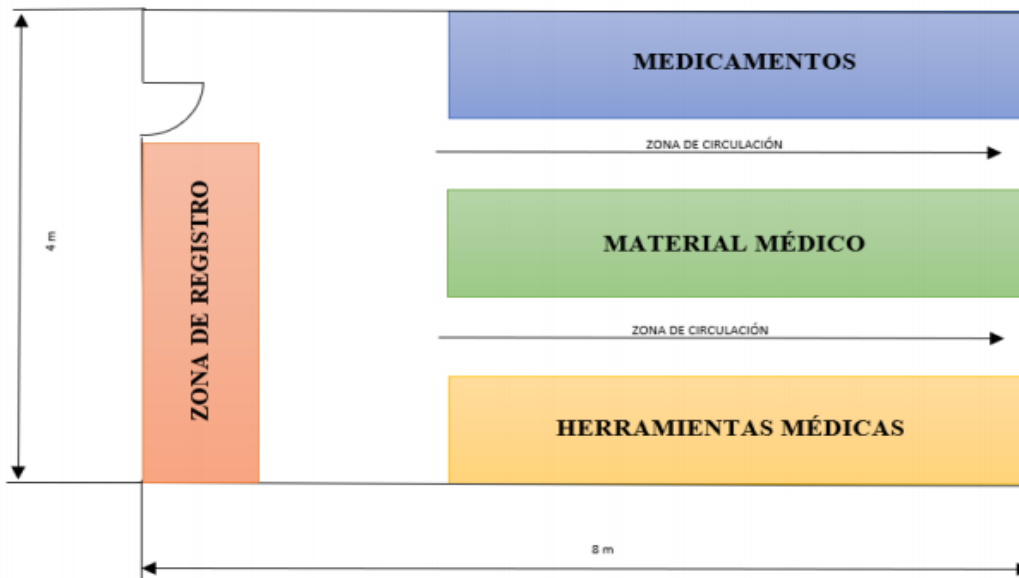 MEDICAMENTOS
ZONA DE CIRCULACIÓN
4 m
ZONA DE REGISTRO
MATERIAL MÉDICO
ZONA DE CIRCULACIÓN
HERRAMIENTAS MÉDICAS
8 m